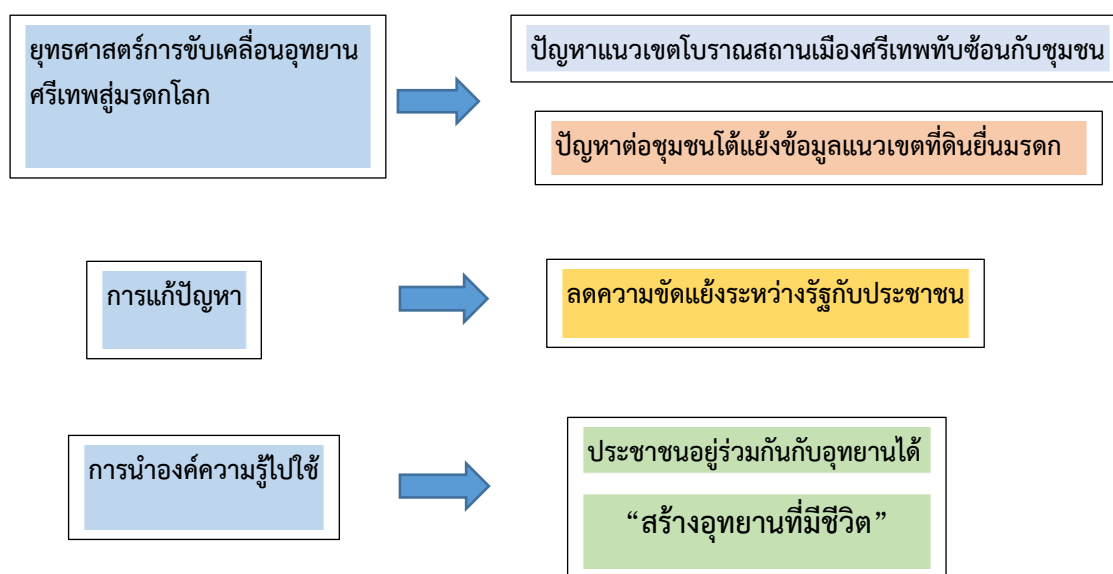 ยุทธศาสตร์การขับเคลื่อนอุทยาน
ศรีเทพสู่มรดกโลก
ปัญหาแนวเขตโบราณสถานเมืองศรีเทพทับซ้อนกับชุมชน
ปัญหาต่อชุมชนโต้แย้งข้อมูลแนวเขตที่ดินยื่นมรดก
การแก้ปัญหา
ลดความขัดแย้งระหว่างรัฐกับประชาชน
การนำองค์ความรู้ไปใช้
ประชาชนอยู่ร่วมกันกับอุทยานได้
“สร้างอุทยานที่มีชีวิต”